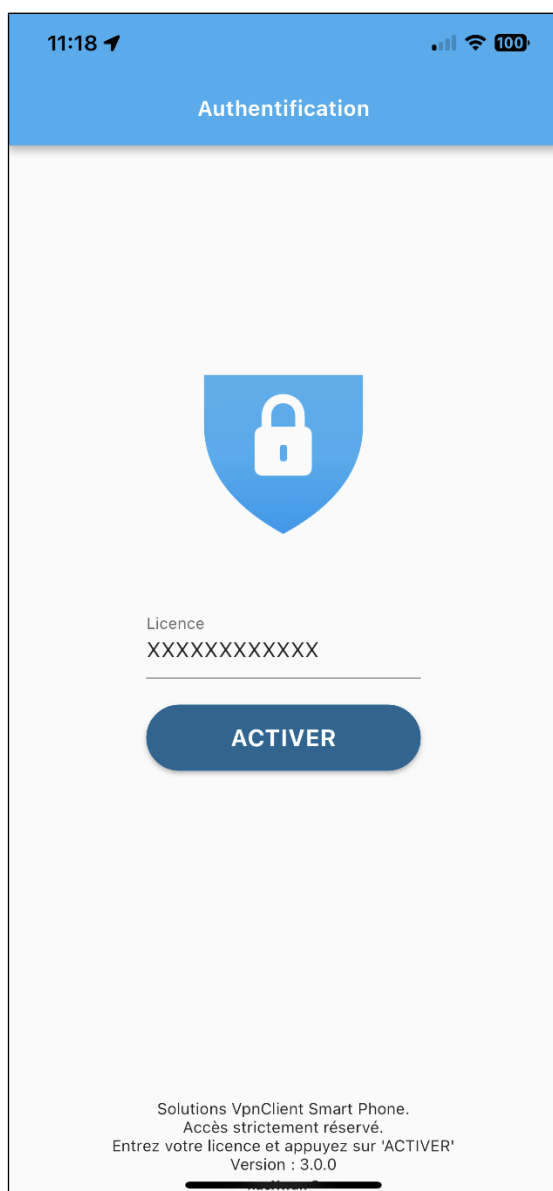 11:18
100
Authentification
Licence
XXXXXXXXXXXX
ACTIVER
Solutions VpnClient Smart Phone.
Accès strictement réservé.
Entrez votre licence et appuyez sur 'ACTIVER'
Version : 3.0.0